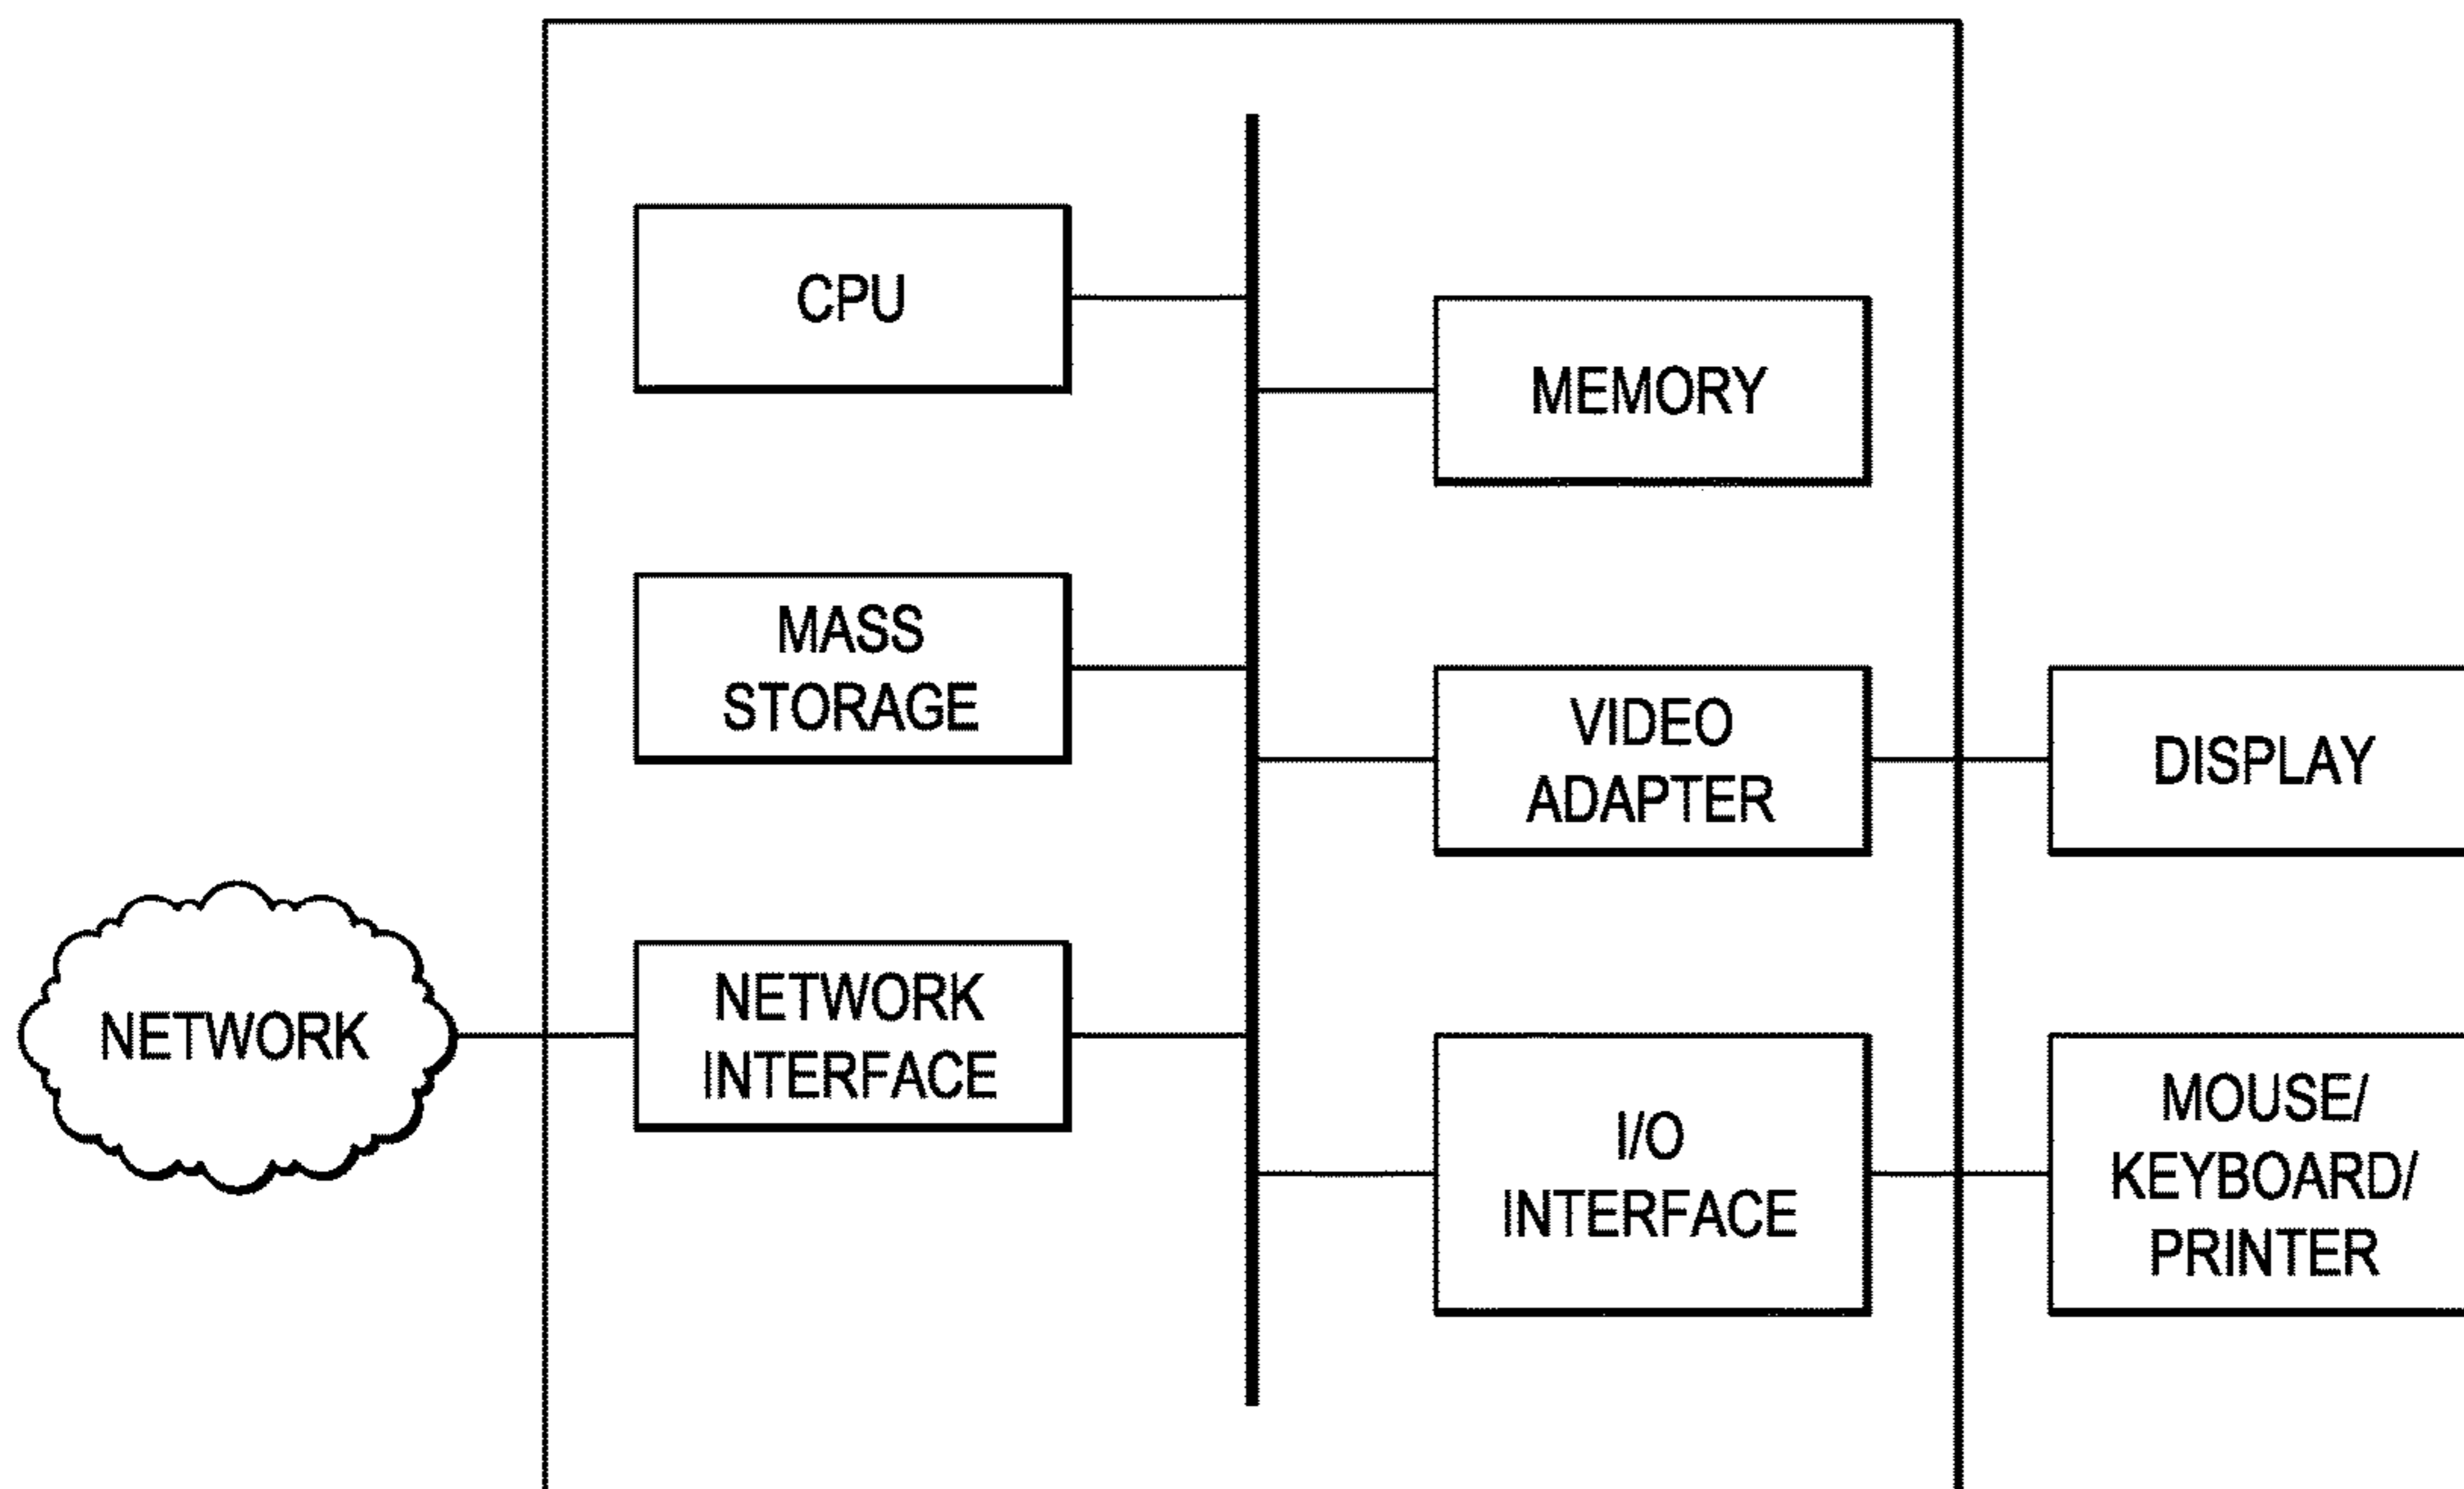 CPU
MEMORY
MASS
STORAGE
VIDEO
ADAPTER
DISPLAY
NETWORK
NETWORK
INTERFACE
I/O
INTERFACE
MOUSE/
KEYBOARD/
PRINTER